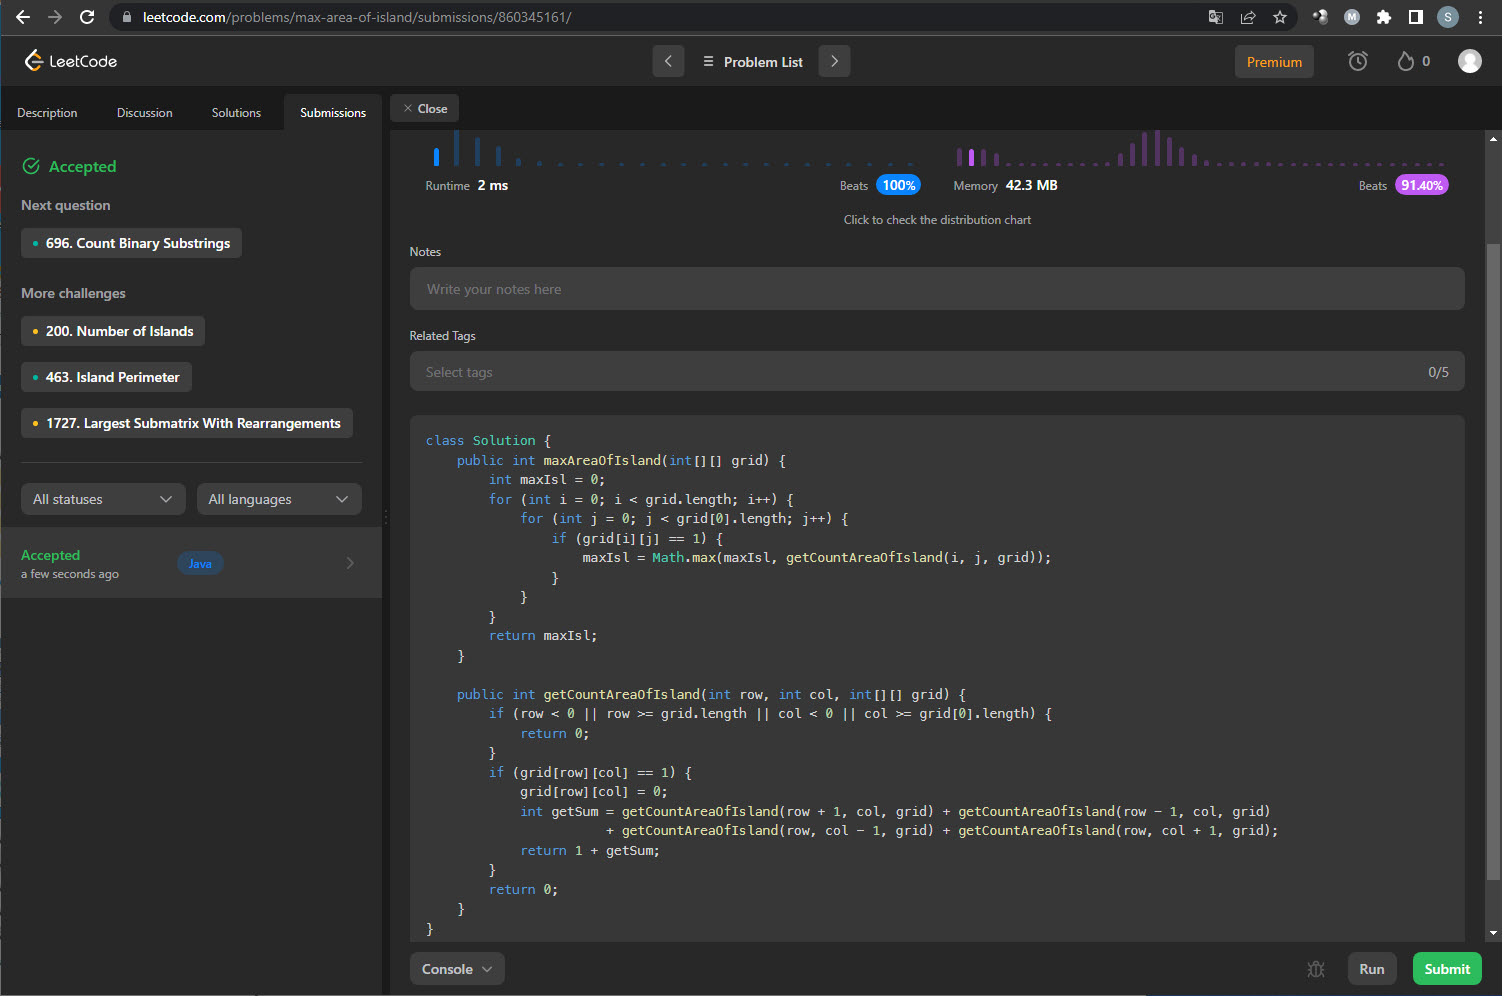 leetcode.com/problems/max-area-of-island/submissions/860345161/
M
S
LeetCode
Problem List
Premium
0
Description
Discussion
Solutions
Submissions
Close
Accepted
Next question
696. Count Binary Substrings
More challenges
200. Number of Islands
463. Island Perimeter
1727. Largest Submatrix With Rearrangements
All statuses
All languages
Accepted
a few seconds ago
Java
Runtime 2 ms
Beats 100%
Memory 42.3 MB
Beats 91.40%
Click to check the distribution chart
Notes
Write your notes here
Related Tags
Select tags
0/5
class Solution {
    public int maxAreaOfIsland(int[][] grid) {
        int maxIsl = 0;
        for (int i = 0; i < grid.length; i++) {
            for (int j = 0; j < grid[0].length; j++) {
                if (grid[i][j] == 1) {
                    maxIsl = Math.max(maxIsl, getCountAreaOfIsland(i, j, grid));
                }
            }
        }
        return maxIsl;
    }

    public int getCountAreaOfIsland(int row, int col, int[][] grid) {
        if (row < 0 || row >= grid.length || col < 0 || col >= grid[0].length) {
            return 0;
        }
        if (grid[row][col] == 1) {
            grid[row][col] = 0;
            int getSum = getCountAreaOfIsland(row + 1, col, grid) + getCountAreaOfIsland(row - 1, col, grid)
                       + getCountAreaOfIsland(row, col - 1, grid) + getCountAreaOfIsland(row, col + 1, grid);
            return 1 + getSum;
        }
        return 0;
    }
}
Console
Run
Submit